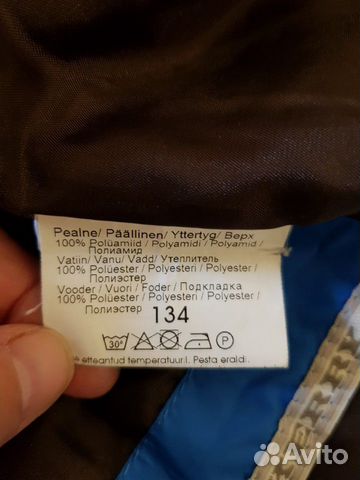 Pealne/ Päällinen/ Yttertyg/ Верх
100% Polüamiid/ Polyamidi/ Polyamid/
Полиамид
Vatiin/ Vanu/ Vadd/ Утеплитель
100% Polüester/ Polyesteri/ Polyester/
Полиэстер
Vooder/ Vuori/ Foder/ Подкладка
100% Polüester/ Polyesteri/ Polyester/
Полиэстер
134
30° P
etteantud temperatuuril. Pesta eraldi.
Avito